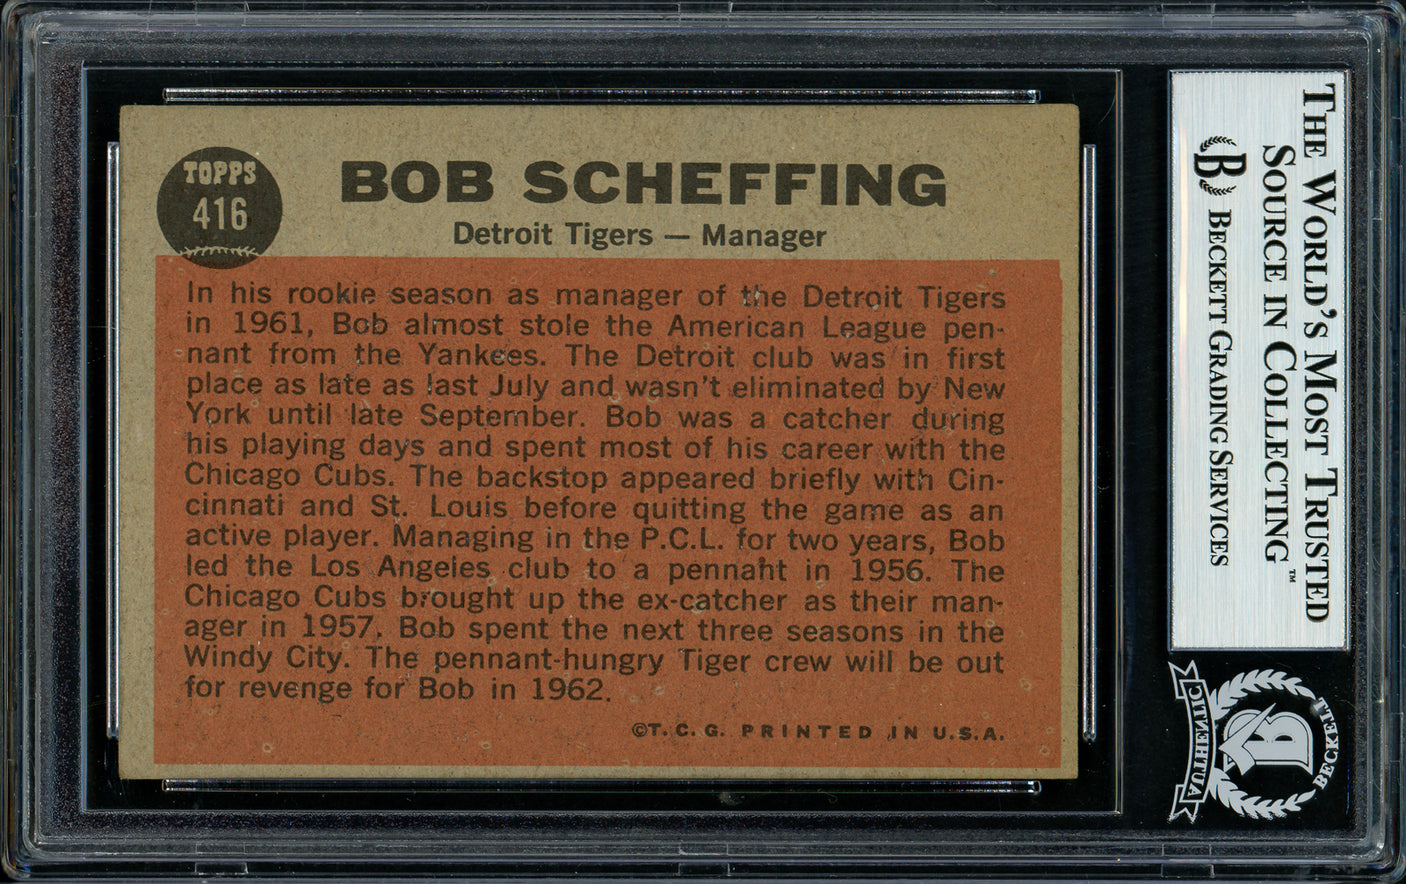 TOPPS
416
BOB SCHEFFING
Detroit Tigers — Manager
In his rookie season as manager of the Detroit Tigers
in 1961, Bob almost stole the American League pen-
nant from the Yankees. The Detroit club was in first
place as late as last July and wasn't eliminated by New
York until late September. Bob was a catcher during
his playing days and spent most of his career with the
Chicago Cubs. The backstop appeared briefly with Cin-
cinnati and St. Louis before quitting the game as an
active player. Managing in the P.C.L. for two years, Bob
led the Los Angeles club to a pennant in 1956. The
Chicago Cubs brought up the ex-catcher as their man-
ager in 1957. Bob spent the next three seasons in the
Windy City. The pennant-hungry Tiger crew will be out
for revenge for Bob in 1962.
©T.C.G. PRINTED IN U.S.A.
THE WORLD'S MOST TRUSTED
SOURCE IN COLLECTING™
B BECKETT GRADING SERVICES
BECKETT
B
AUTHENTIC